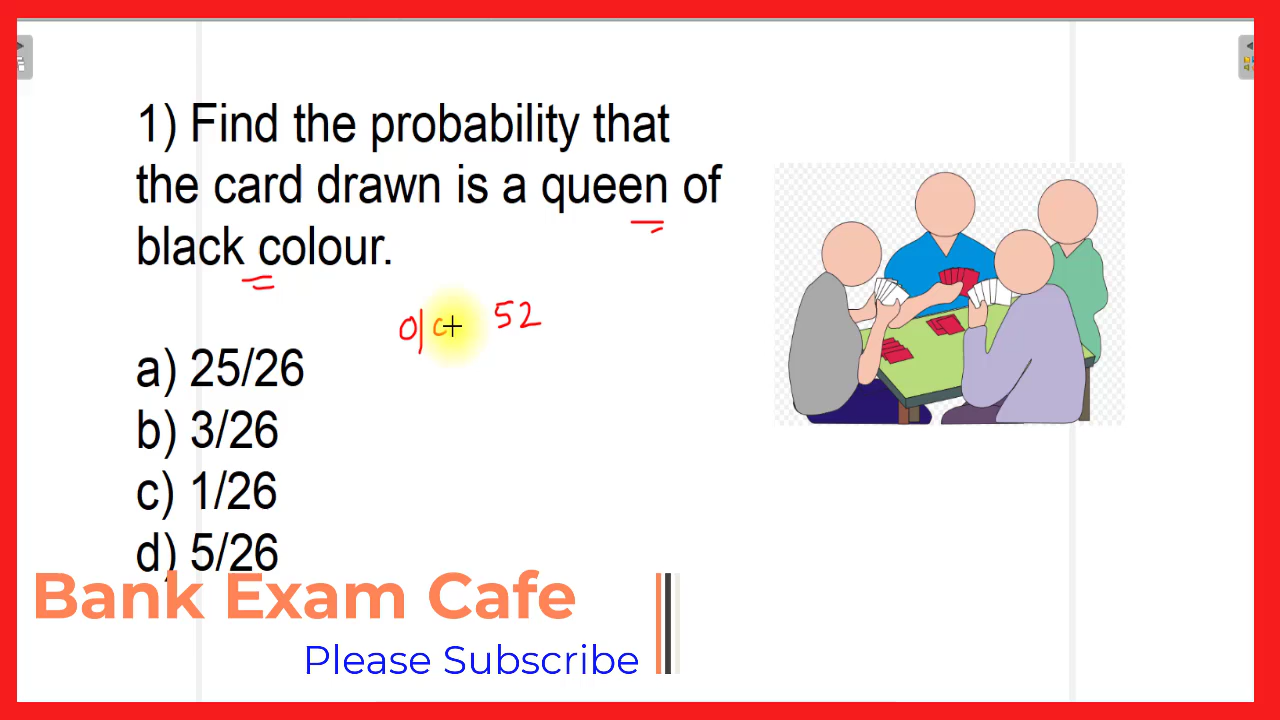 1) Find the probability that
the card drawn is a queen of
black colour.
52
a) 25/26
b) 3/26
c) 1/26
d) 5/26
Bank Exam Cafe
Please Subscribe